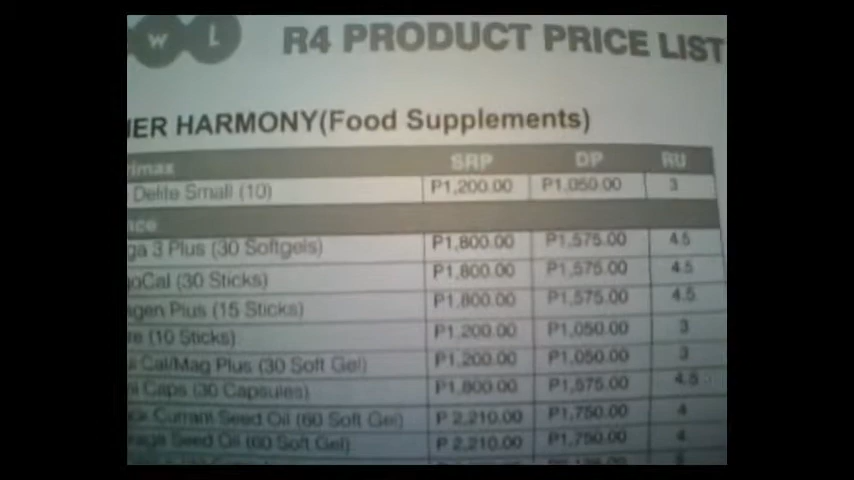 W L
R4 PRODUCT PRICE LIST
HARMONY(Food Supplements)
SRP DP RU
Delite Small (10) P1,200.00 P1,050.00 3
3 Plus (30 Softgels) P1,800.00 P1,575.00 4.5
(30 Sticks) P1,800.00 P1,575.00 4.5
Plus (15 Sticks) P1,800.00 P1,575.00 4.5
(10 Sticks) P1,200.00 P1,050.00 3
Cal/Mag Plus (30 Soft Gel) P1,200.00 P1,050.00 3
Caps (30 Capsules) P1,800.00 P1,575.00 4.5
Currant Seed Oil (60 Soft Gel) P 2,210.00 P1,750.00 4
Seed Oil (60 Soft Gel) P 2,210.00 P1,750.00 4